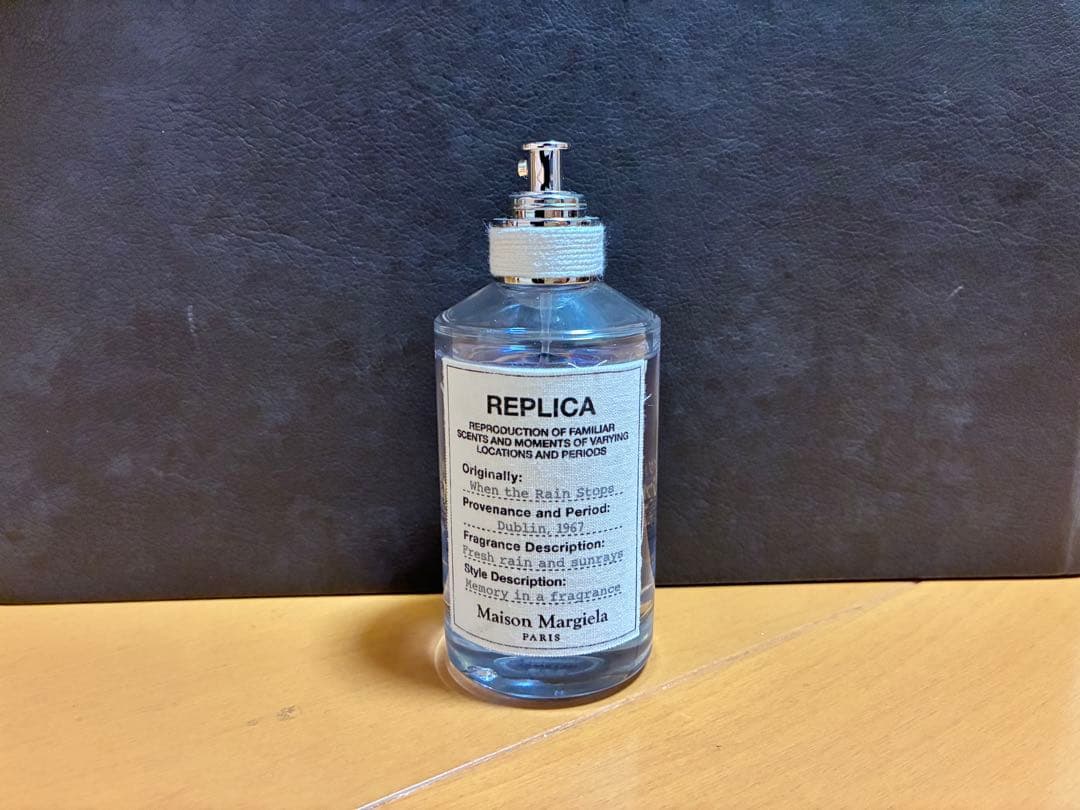 REPLICA
REPRODUCTION OF FAMILIAR
SCENTS AND MOMENTS OF VARYING
LOCATIONS AND PERIODS
Originally:
When the Rain Stops
Provenance and Period:
Dublin, 1967
Fragrance Description:
Fresh rain and sunrays
Style Description:
Memory in a fragrance
Maison Margiela
PARIS